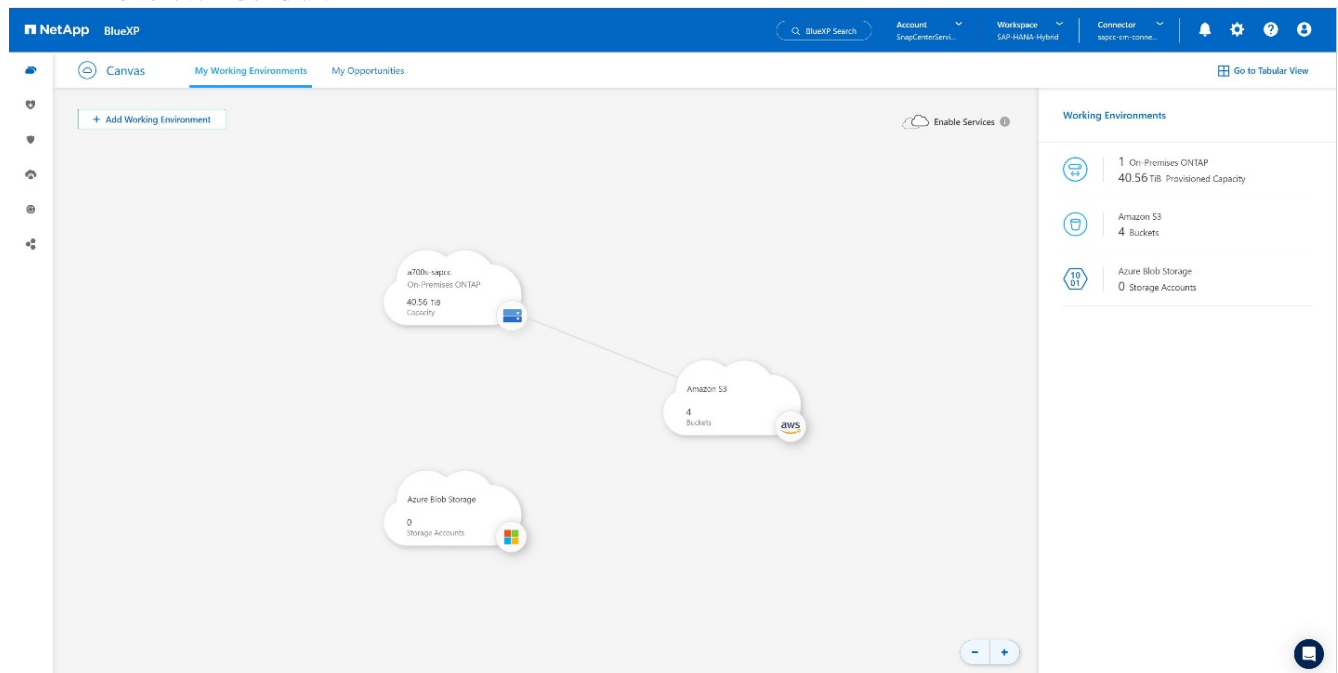 NetApp BlueXP
BlueXP Search
Account
SnapCenterServi...
Workspace
SAP-HANA-Hybrid
Connector
sapcc-cm-conne...
Canvas
My Working Environments
My Opportunities
Go to Tabular View
+ Add Working Environment
Enable Services
a700s-sapcc
On-Premises ONTAP
40.56 TiB
Capacity
Amazon S3
4
Buckets
aws
Azure Blob Storage
0
Storage Accounts
- +
Working Environments
1 On-Premises ONTAP
40.56 TiB Provisioned Capacity
Amazon S3
4 Buckets
10
01
Azure Blob Storage
0 Storage Accounts